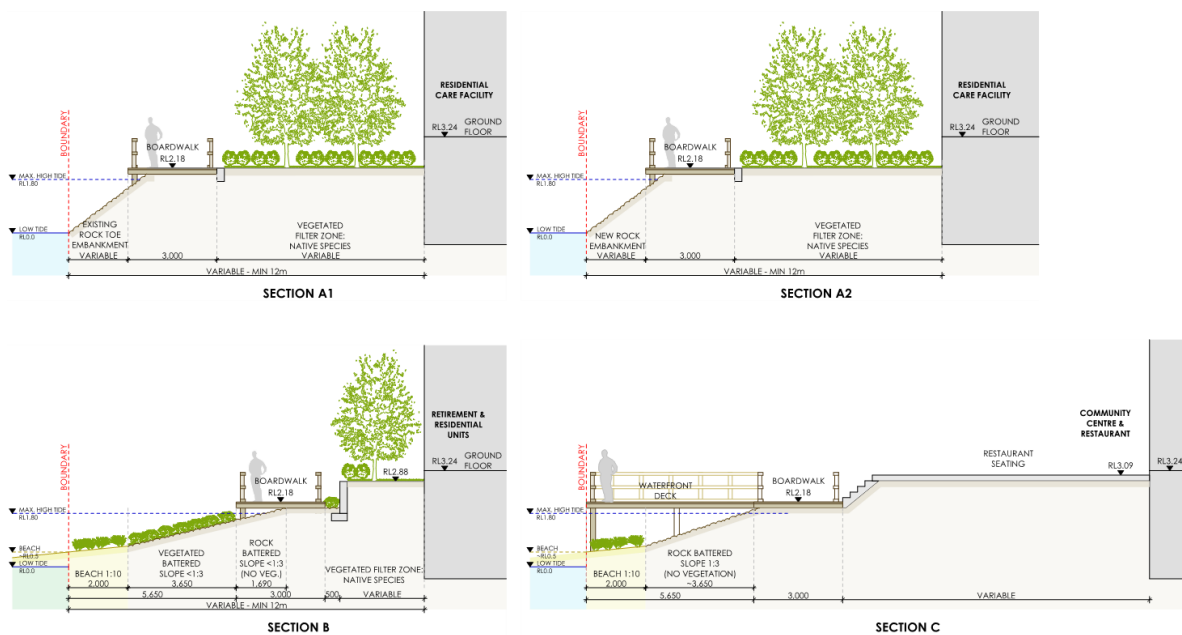 BOUNDARY
RESIDENTIAL
CARE FACILITY
RL3.24 GROUND
FLOOR
BOARDWALK
RL2.18
MAX. HIGH TIDE
RL1.80
LOW TIDE
RL0.0
EXISTING
ROCK TOE
EMBANKMENT
VARIABLE
3.000
VEGETATED
FILTER ZONE:
NATIVE SPECIES
VARIABLE
VARIABLE - MIN 12m
SECTION A1
BOUNDARY
RESIDENTIAL
CARE FACILITY
RL3.24 GROUND
FLOOR
BOARDWALK
RL2.18
MAX. HIGH TIDE
RL1.80
LOW TIDE
RL0.0
NEW ROCK
EMBANKMENT
VARIABLE
3.000
VEGETATED
FILTER ZONE:
NATIVE SPECIES
VARIABLE
VARIABLE - MIN 12m
SECTION A2
BOUNDARY
RETIREMENT &
RESIDENTIAL
UNITS
RL3.24 GROUND
FLOOR
RL2.88
BOARDWALK
RL2.18
MAX. HIGH TIDE
RL1.80
BEACH
~RL0.5
LOW TIDE
RL0.0
BEACH 1:10
2.000
VEGETATED
BATTERED
SLOPE <1:3
3.650
ROCK
BATTERED
SLOPE <1:3
(NO VEG.)
1.690
VEGETATED FILTER ZONE:
NATIVE SPECIES
5.650
3.000
500
VARIABLE
VARIABLE - MIN 12m
SECTION B
BOUNDARY
COMMUNITY
CENTRE &
RESTAURANT
RESTAURANT
SEATING
RL3.09
RL3.24
WATERFRONT
DECK
BOARDWALK
RL2.18
MAX. HIGH TIDE
RL1.80
BEACH
~RL0.5
LOW TIDE
RL0.0
BEACH 1:10
2.000
ROCK BATTERED
SLOPE 1:3
(NO VEGETATION)
~3.650
5.650
3.000
VARIABLE
SECTION C